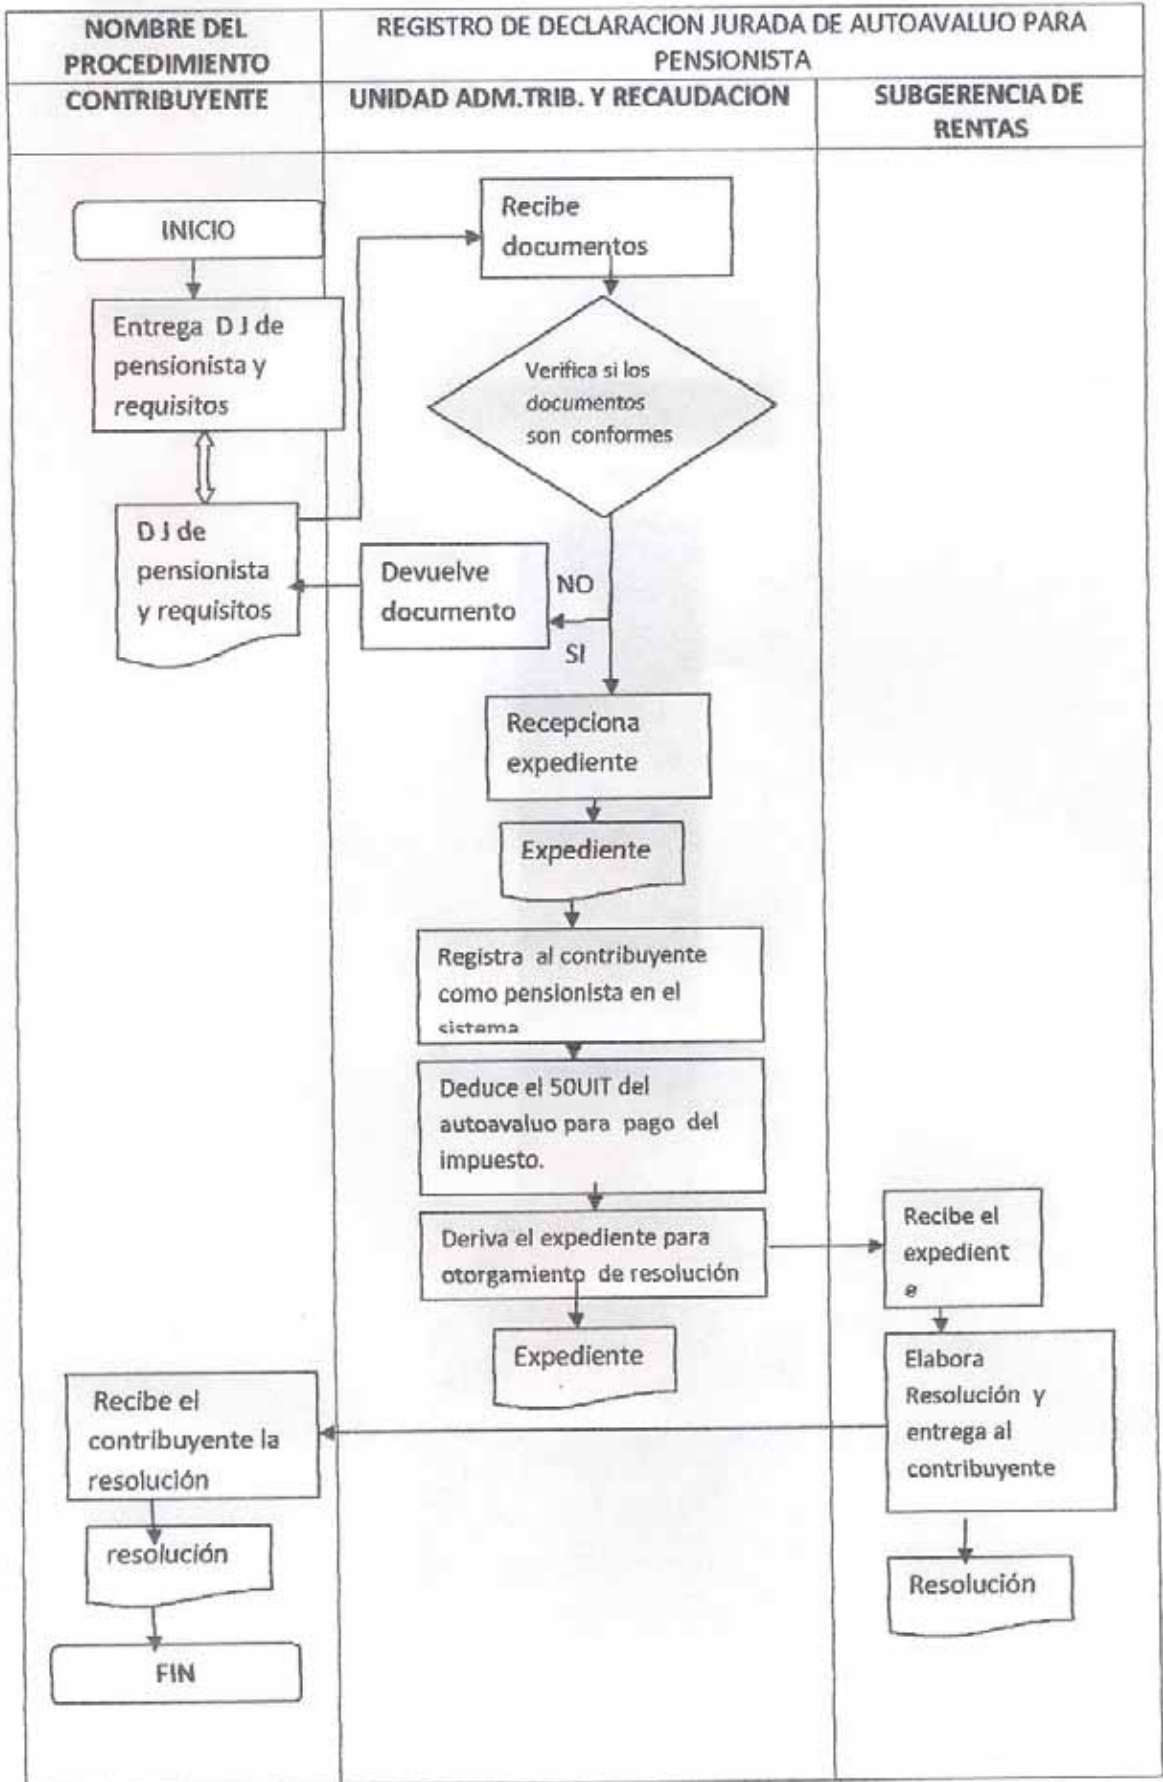 NOMBRE DEL
PROCEDIMIENTO
REGISTRO DE DECLARACION JURADA DE AUTOAVALUO PARA
PENSIONISTA
CONTRIBUYENTE
UNIDAD ADM.TRIB. Y RECAUDACION
SUBGERENCIA DE
RENTAS
INICIO
Entrega D J de
pensionista y
requisitos
D J de
pensionista
y requisitos
Recibe
documentos
Verifica si los
documentos
son conformes
Devuelve
documento
NO
SI
Recepciona
expediente
Expediente
Registra al contribuyente
como pensionista en el
sistema
Deduce el 50UIT del
autoavaluo para pago del
impuesto.
Deriva el expediente para
otorgamiento de resolución
Expediente
Recibe el
expedient
e
Elabora
Resolución y
entrega al
contribuyente
Resolución
Recibe el
contribuyente la
resolución
resolución
FIN